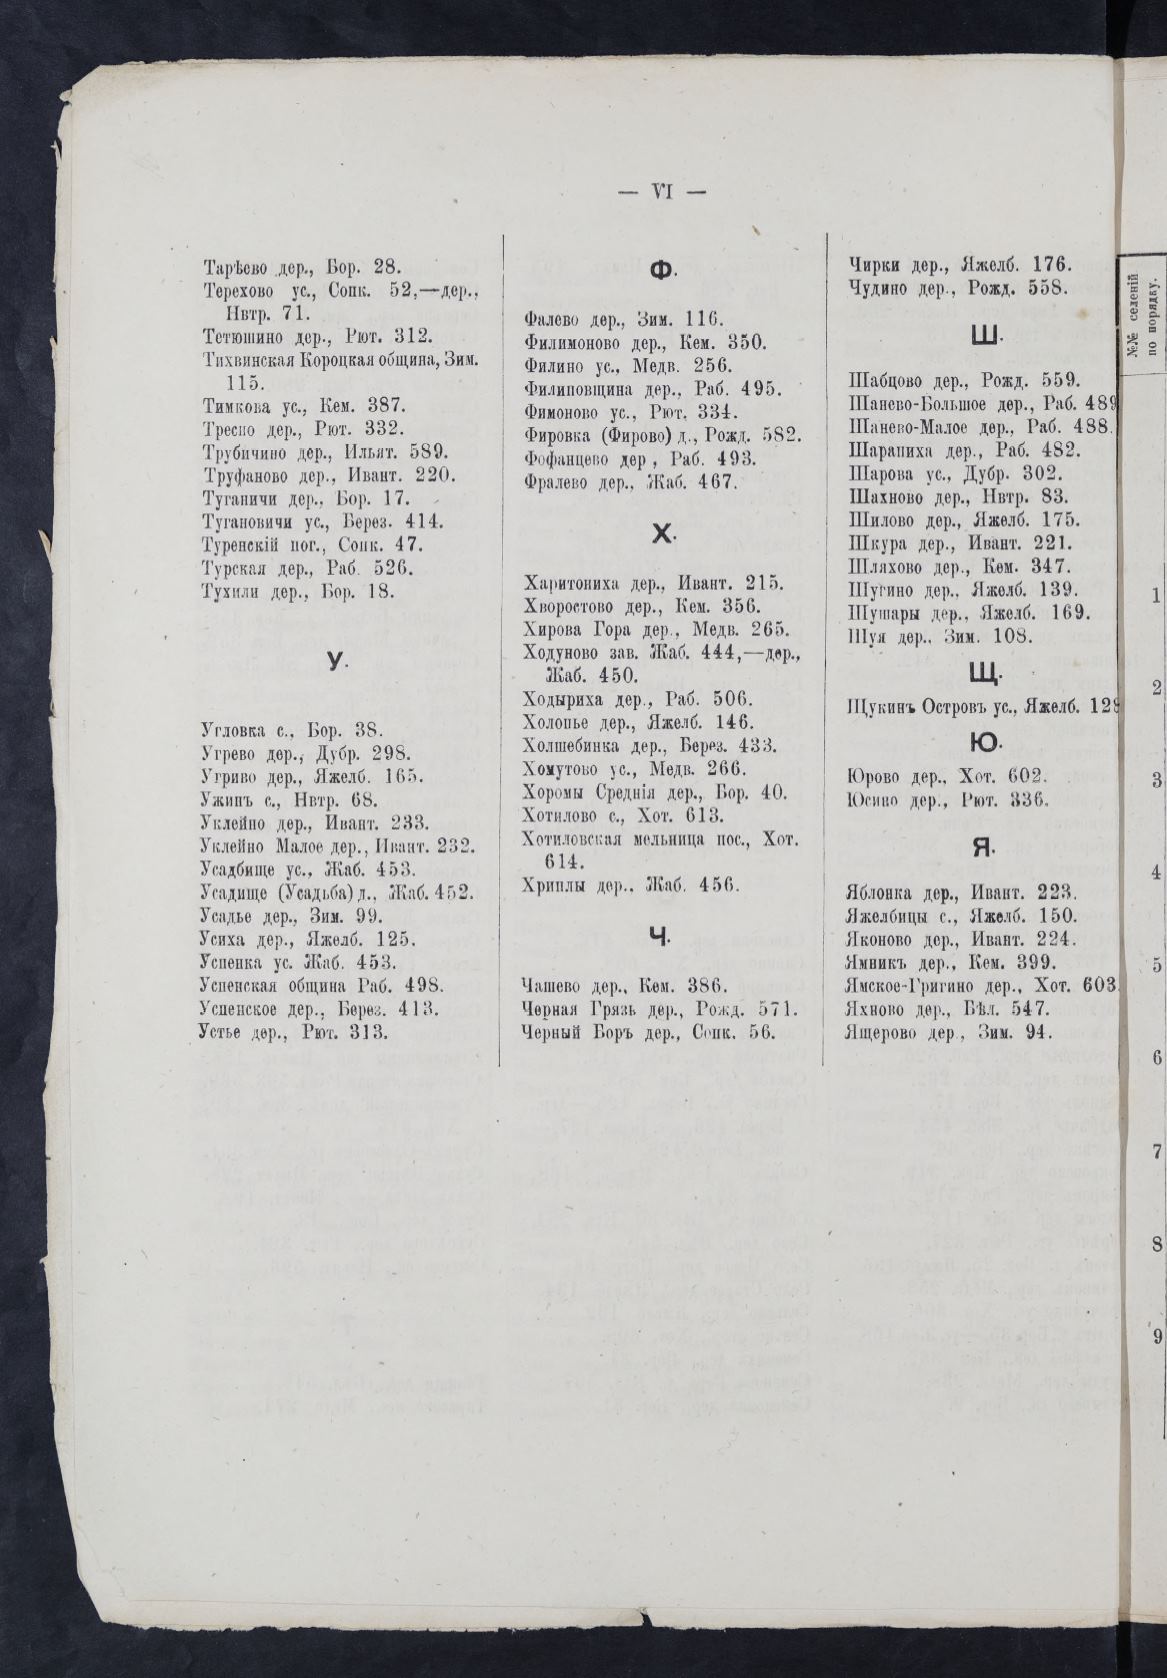 — VI —
Тарѣево дер., Бор. 28.
Терехово ус., Сопк. 52,—дер.,
Нвтр. 71.
Тетюшино дер., Рют. 312.
Тихвинская Короцкая община, Зим.
115.
Тимкова ус., Кем. 387.
Тресно дер., Рют. 332.
Трубичино дер., Ильят. 589.
Труфаново дер., Ивант. 220.
Туганичи дер., Бор. 17.
Тугановичи ус., Берез. 414.
Туренскій пог., Сопк. 47.
Турская дер., Раб. 526.
Тухили дер., Бор. 18.
У.
Угловка с., Бор. 38.
Угрево дер., Дубр. 298.
Угриво дер., Яжелб. 165.
Ужинъ с., Нвтр. 68.
Уклейно дер., Ивант. 233.
Уклейно Малое дер., Ивант. 232.
Усадбище ус., Жаб. 453.
Усадище (Усадьба) д., Жаб. 452.
Усадье дер., Зим. 99.
Усиха дер., Яжелб. 125.
Успенка ус. Жаб. 453.
Успенская община Раб. 498.
Успенское дер., Берез. 413.
Устье дер., Рют. 313.
Ф.
Фалево дер., Зим. 116.
Филимоново дер., Кем. 350.
Филино ус., Медв. 256.
Филиповщина дер., Раб. 495.
Фимоново ус., Рют. 334.
Фировка (Фирово) д., Рожд. 582.
Фофанцево дер , Раб. 493.
Фралево дер., Жаб. 467.
Х.
Харитониха дер., Ивант. 215.
Хворостово дер., Кем. 356.
Хирова Гора дер., Медв. 265.
Ходуново зав. Жаб. 444,—дер.,
Жаб. 450.
Ходыриха дер., Раб. 506.
Холопье дер., Яжелб. 146.
Холшебинка дер., Берез. 433.
Хомутово ус., Медв. 266.
Хоромы Среднія дер., Бор. 40.
Хотилово с., Хот. 613.
Хотиловская мельница пос., Хот.
614.
Хриплы дер.. Жаб. 456.
Ч.
Чашево дер., Кем. 386.
Черная Грязь дер., Рожд. 571.
Черный Боръ дер., Сопк. 56.
Чирки дер., Яжелб. 176.
Чудино дер., Рожд. 558.
Ш.
Шабцово дер., Рожд. 559.
Шанево-Большое дер., Раб. 489
Шанево-Малое дер., Раб. 488.
Шараниха дер., Раб. 482.
Шарова ус., Дубр. 302.
Шахново дер., Нвтр. 83.
Шилово дер., Яжелб. 175.
Шкура дер., Ивант. 221.
Шляхово дер., Кем. 347.
Шугино дер., Яжелб. 139.
Шушары дер., Яжелб. 169.
Шуя дер.. Зим. 108.
Щ.
Щукинъ Островъ ус., Яжелб. 128
Ю.
Юрово дер., Хот. 602.
Юсино дер., Рют. 336.
Я.
Яблонка дер., Ивант. 223.
Яжелбицы с., Яжелб. 150.
Яконово дер., Ивант. 224.
Ямникъ дер., Кем. 399.
Ямское-Григино дер., Хот. 603.
Яхново дер., Бѣл. 547.
Ящерово дер., Зим. 94.
№№ селеній
по порядку.
1
2
3
4
5
6
7
8
9